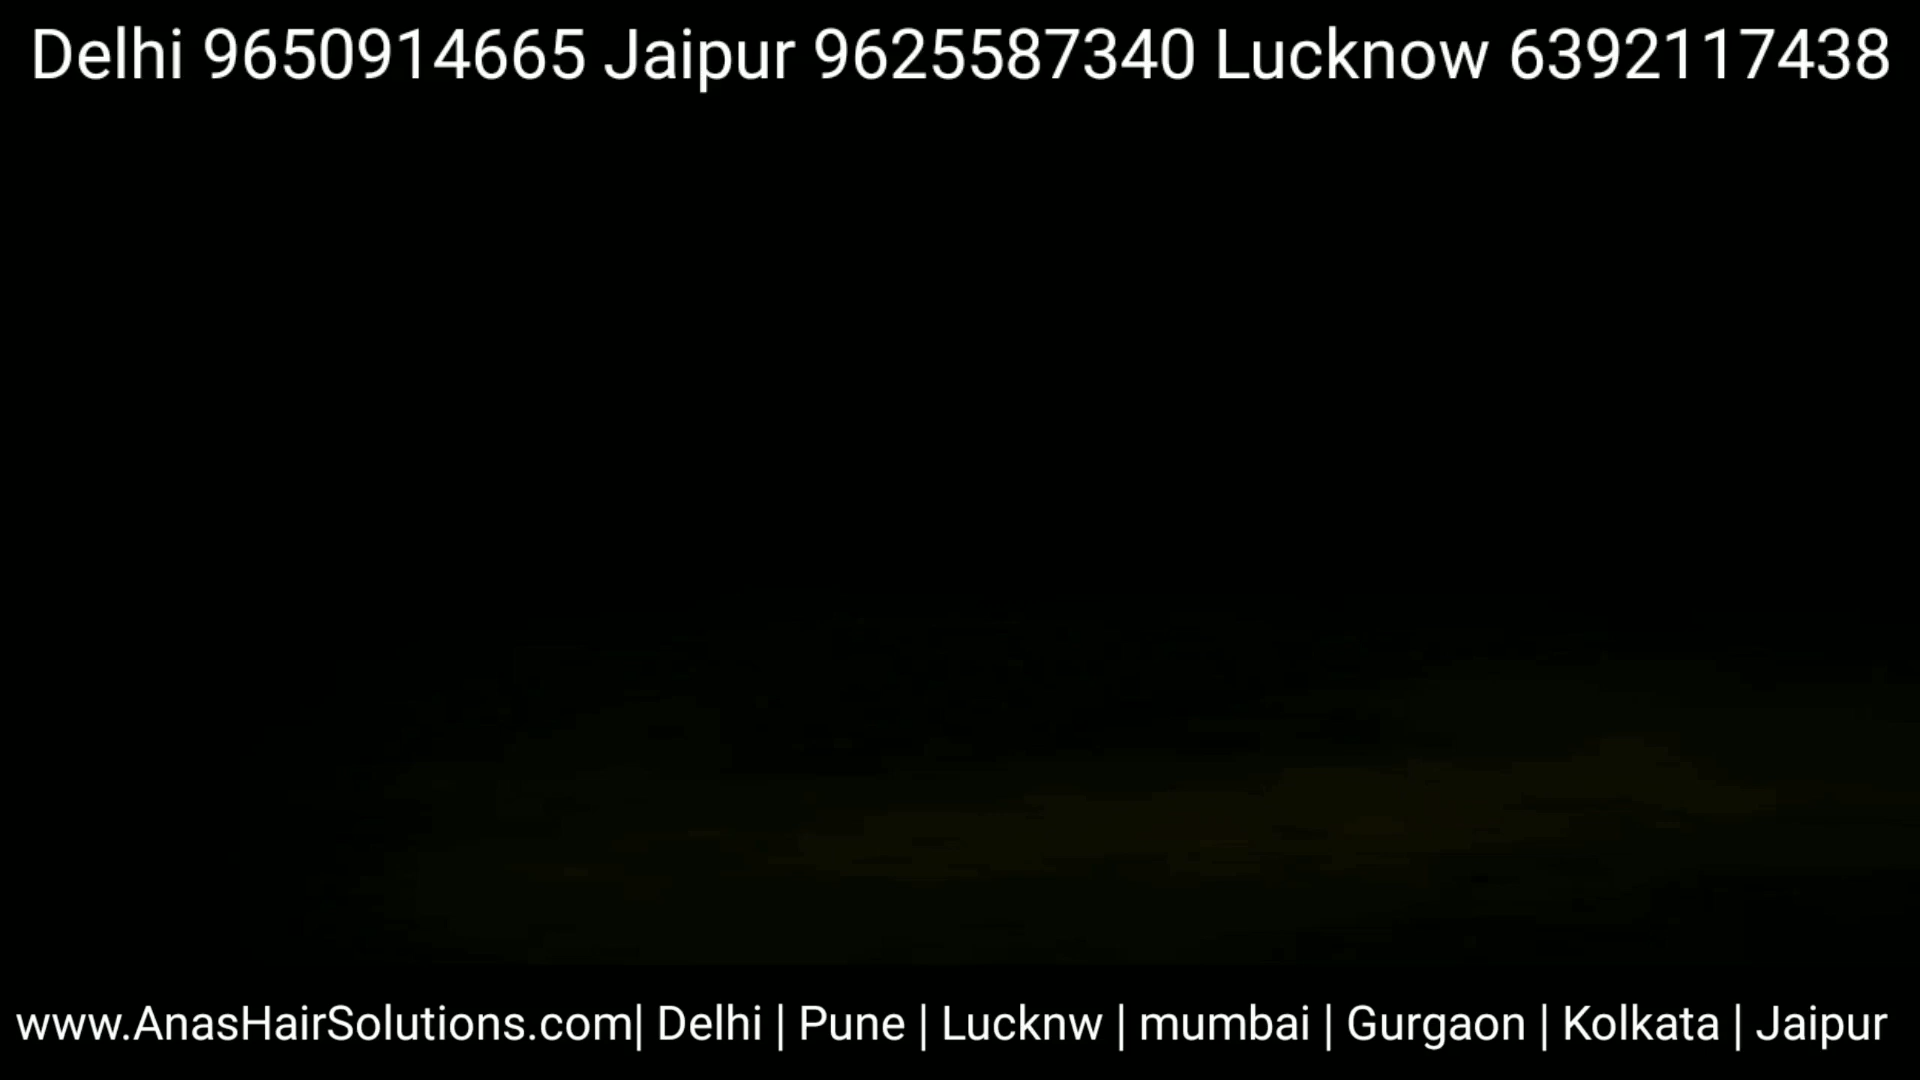 Delhi 9650914665 Jaipur 9625587340 Lucknow 6392117438
www.AnasHairSolutions.com| Delhi | Pune | Lucknw | mumbai | Gurgaon | Kolkata | Jaipur